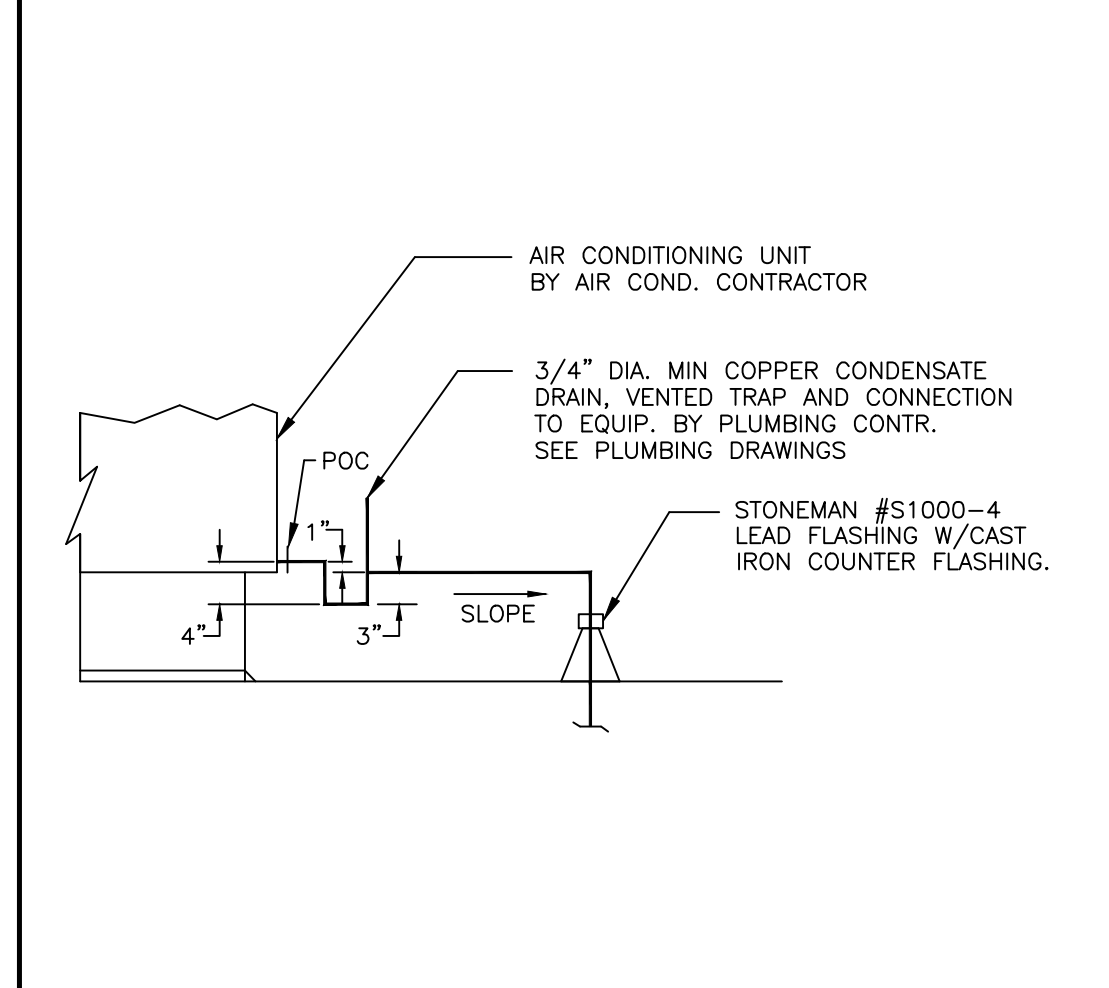 AIR CONDITIONING UNIT
BY AIR COND. CONTRACTOR
3/4" DIA. MIN COPPER CONDENSATE
DRAIN, VENTED TRAP AND CONNECTION
TO EQUIP. BY PLUMBING CONTR.
SEE PLUMBING DRAWINGS
POC
STONEMAN #S1000-4
LEAD FLASHING W/CAST
IRON COUNTER FLASHING.
1"
SLOPE
4"
3"